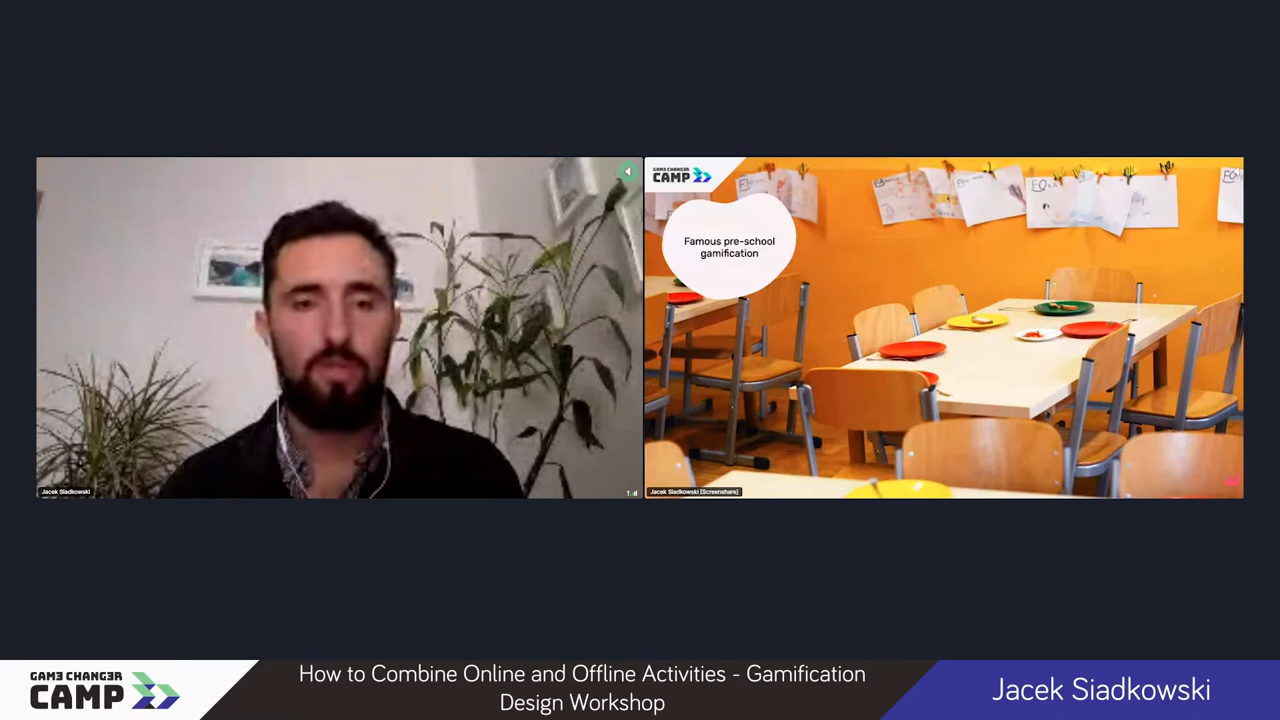 GAM3 CHANG3R
CAMP
Famous pre-school
gamification
Jacek Siadkowski
Jacek Siadkowski [Screenshare]
GAM3 CHANG3R
CAMP
How to Combine Online and Offline Activities - Gamification
Design Workshop
Jacek Siadkowski